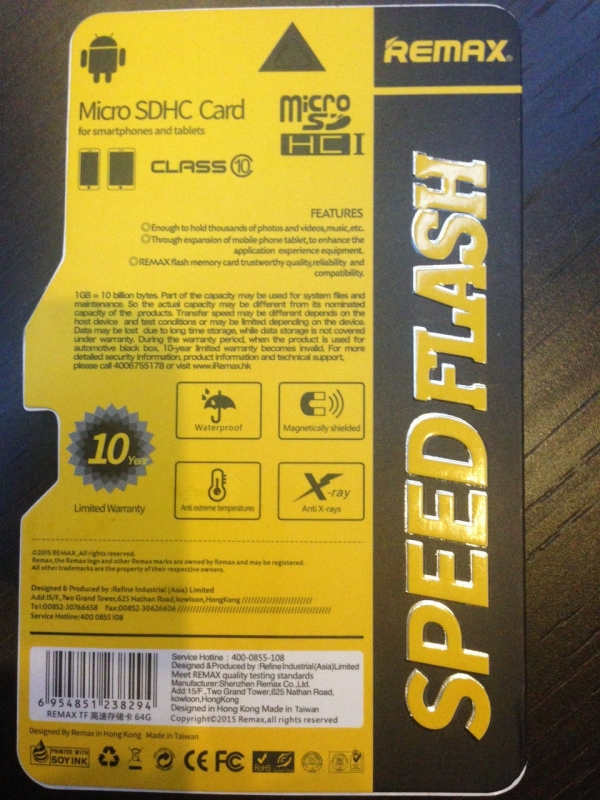 REMAX®
Micro SDHC Card
for smartphones and tablets
CLASS 10
micro
SD
HC I
SPEED FLASH
FEATURES
◎Enough to hold thousands of photos and videos,music,etc.
◎Through expansion of mobile phone tablet,to enhance the
application experience equipment.
◎REMAX flash memory card trustworthy quality,reliability and
compatibility.
1GB = 10 billion bytes. Part of the capacity may be used for system files and
maintenance. So the actual capacity may be different from its nominated
capacity of the products. Transfer speed may be different depends on the
host device and test conditions or may be limited depending on the device.
Data may be lost due to long time storage, while data storage is not covered
under warranty. During the warranty period, when the product is used for
automotive black box, 10-year limited warranty becomes invalid. For more
detailed security information, product information and technical support,
please call 4006755178 or visit www.iRemax.hk
Waterproof
Magnetically shielded
10 Year
Limited Warranty
Anti extreme temperatures
X-ray
Anti X-rays
©2015 REMAX ,All rights reserved.
Remax, the Remax logo and other Remax marks are owned by Remax and may be registered.
All other trademarks are the property of their respective owners.
Designed & Produced by :Refine Limited (Asia) Limited
Add:15/F.,Two Grand Tower,625 Nathan Road,kowloon,HongKong
Tel:00852-30766658 Fax:00852-30626606
Service Hotline:400 0855 108
6 954851 238294
REMAX TF 高速存储卡 64G
Service Hotline : 400-0855-108
Designed &Produced by :RefineIndustrial(Asia)Limited
Meet REMAX quality testing standards
Manufacturer:Shenzhen Remax Co.,Ltd.
Add:15/F .,Two Grand Tower,625 Nathan Road,
kowloon,HongKong
Designed in Hong Kong Made in Taiwan
Copyright©2015 Remax,all rights reserved
Designed By Remax in Hong Kong Made in Taiwan
PRINTED WITH
SOY INK
CE FC
RoHS